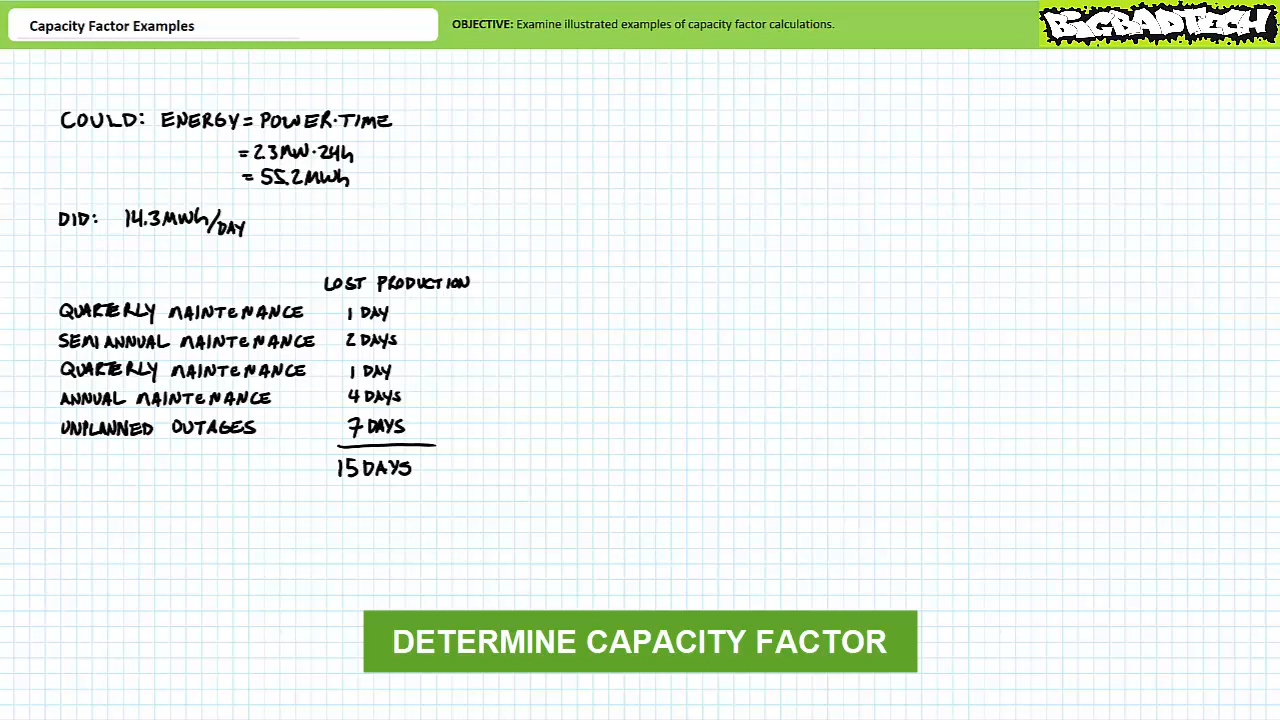 Capacity Factor Examples
OBJECTIVE: Examine illustrated examples of capacity factor calculations.
BIGBADTECH
COULD: ENERGY = POWER·TIME
= 2.3MW·24h
= 55.2MWh
DID: 14.3MWh/DAY
LOST PRODUCTION
QUARTERLY MAINTENANCE 1 DAY
SEMI ANNUAL MAINTENANCE 2 DAYS
QUARTERLY MAINTENANCE 1 DAY
ANNUAL MAINTENANCE 4 DAYS
UNPLANNED OUTAGES 7 DAYS
15 DAYS
DETERMINE CAPACITY FACTOR